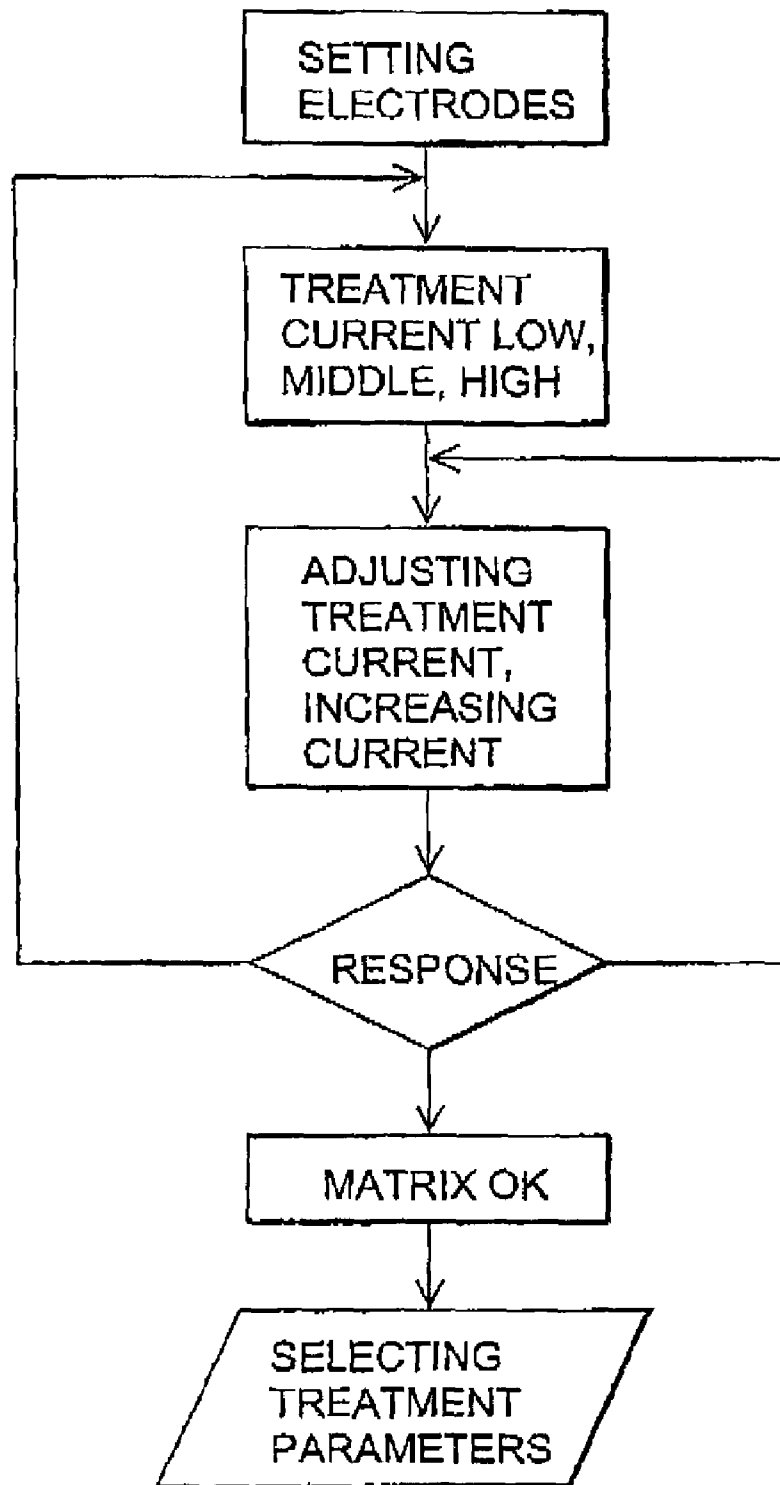 SETTING
ELECTRODES
TREATMENT
CURRENT LOW,
MIDDLE, HIGH
ADJUSTING
TREATMENT
CURRENT,
INCREASING
CURRENT
RESPONSE
MATRIX OK
SELECTING
TREATMENT
PARAMETERS